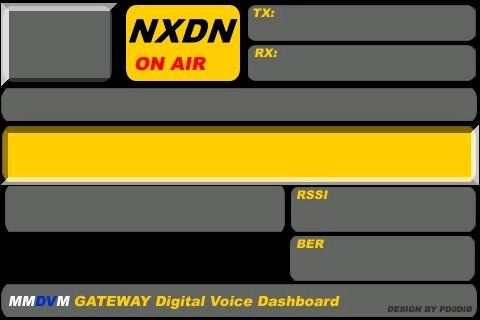 NXDN
ON AIR
TX:
RX:
RSSI
BER
MMDVM GATEWAY Digital Voice Dashboard
DESIGN BY PD0DIB